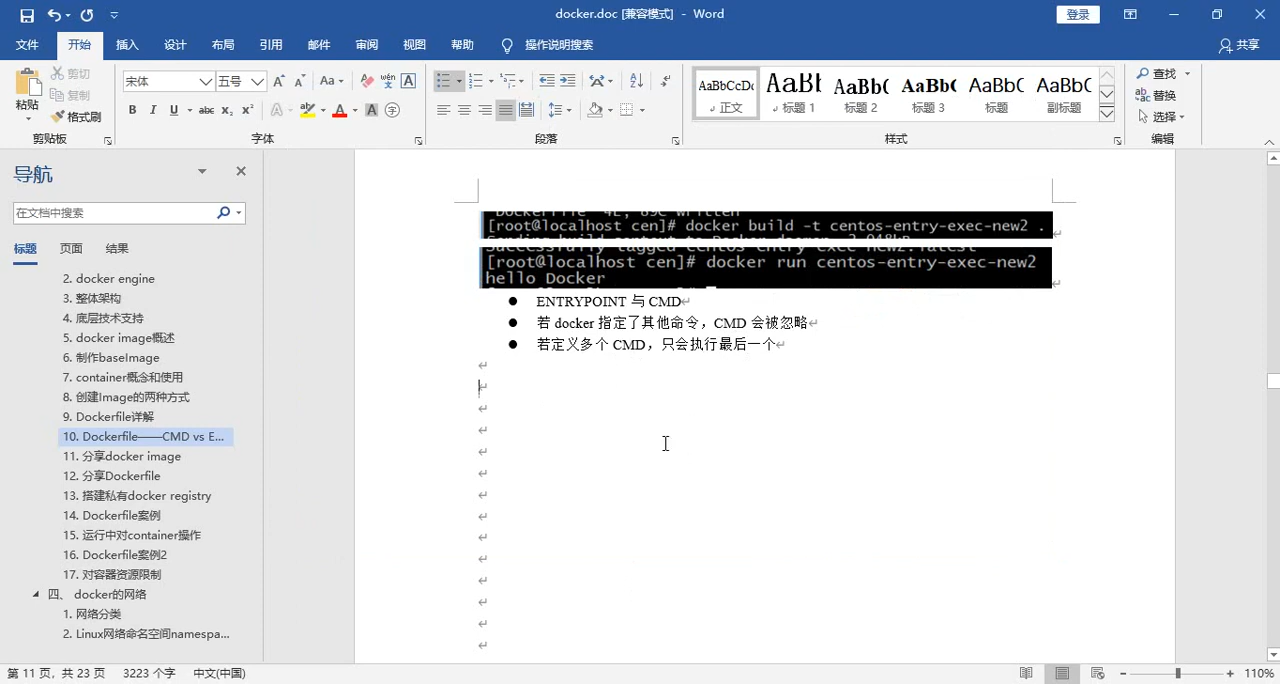 docker.doc [兼容模式] - Word
登录
文件 开始 插入 设计 布局 引用 邮件 审阅 视图 帮助 操作说明搜索 共享
粘贴
剪切
复制
格式刷
剪贴板
宋体 五号
字体
段落
AaBbCcDc AaBl AaBbC AaBbC AaBbC AaBbC
正文 标题 1 标题 2 标题 3 标题 副标题
样式
查找
替换
选择
编辑
导航
在文档中搜索
标题 页面 结果
2. docker engine
3. 整体架构
4. 底层技术支持
5. docker image概述
6. 制作baseImage
7. container概念和使用
8. 创建Image的两种方式
9. Dockerfile详解
10. Dockerfile——CMD vs E...
11. 分享docker image
12. 分享Dockerfile
13. 搭建私有docker registry
14. Dockerfile案例
15. 运行中对container操作
16. Dockerfile案例2
17. 对容器资源限制
四、 docker的网络
1. 网络分类
2. Linux网络命名空间namespa...
"Dockerfile" 4L, 89C written
[root@localhost cen]# docker build -t centos-entry-exec-new2 .
Successfully tagged centos-entry-exec-new2:latest
[root@localhost cen]# docker run centos-entry-exec-new2
hello Docker
● ENTRYPOINT 与 CMD
● 若 docker 指定了其他命令，CMD 会被忽略
● 若定义多个 CMD，只会执行最后一个
第 11 页，共 23 页 3223 个字 中文(中国) 110%